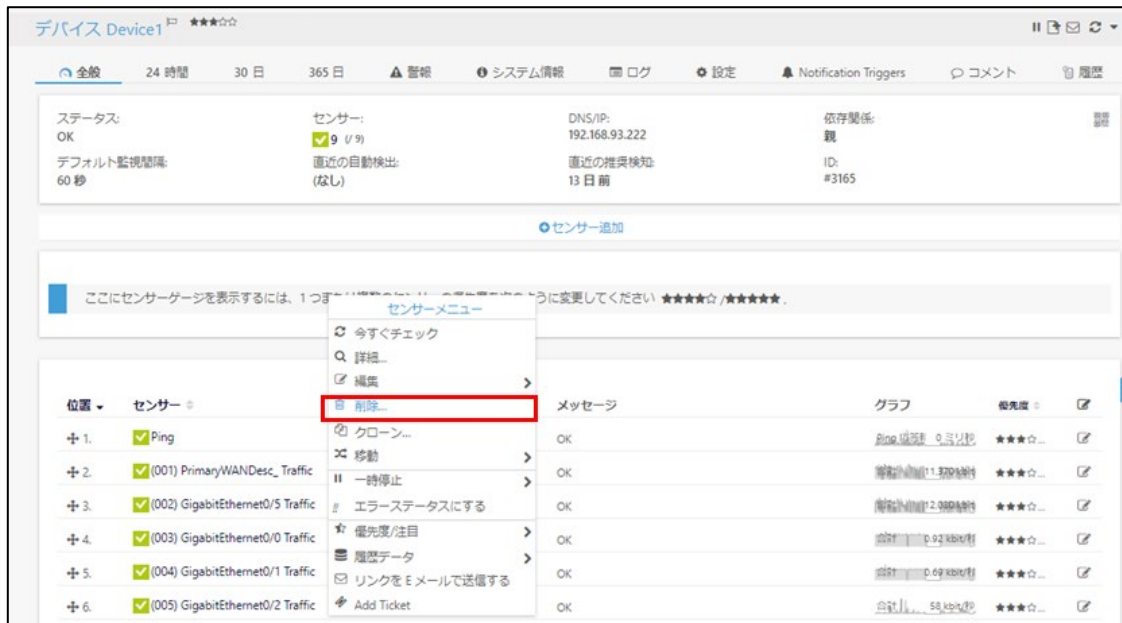 デバイス Device1 ★★★☆☆
全般 24 時間 30 日 365 日 警報 システム情報 ログ 設定 Notification Triggers コメント 履歴
ステータス: センサー: DNS/IP: 依存関係:
OK 9 (/ 9) 192.168.93.222 親
デフォルト監視間隔: 直近の自動検出: 直近の推奨検知: ID:
60 秒 (なし) 13 日 前 #3165
センサー追加
ここにセンサーゲージを表示するには、1 つ に変更してください ★★★★☆ /★★★★★ .
センサーメニュー
今すぐチェック
詳細...
編集
削除...
クローン...
移動
一時停止
エラーステータスにする
優先度/注目
履歴データ
リンクを E メールで送信する
Add Ticket
位置 センサー メッセージ グラフ 優先度
1. Ping OK ★★★☆...
2. (001) PrimaryWANDesc_ Traffic OK ★★★☆...
3. (002) GigabitEthernet0/5 Traffic OK ★★★☆...
4. (003) GigabitEthernet0/0 Traffic OK 0.92 kbit/秒 ★★★☆...
5. (004) GigabitEthernet0/1 Traffic OK 0.69 kbit/秒 ★★★☆...
6. (005) GigabitEthernet0/2 Traffic OK 58 kbit/秒 ★★★☆...